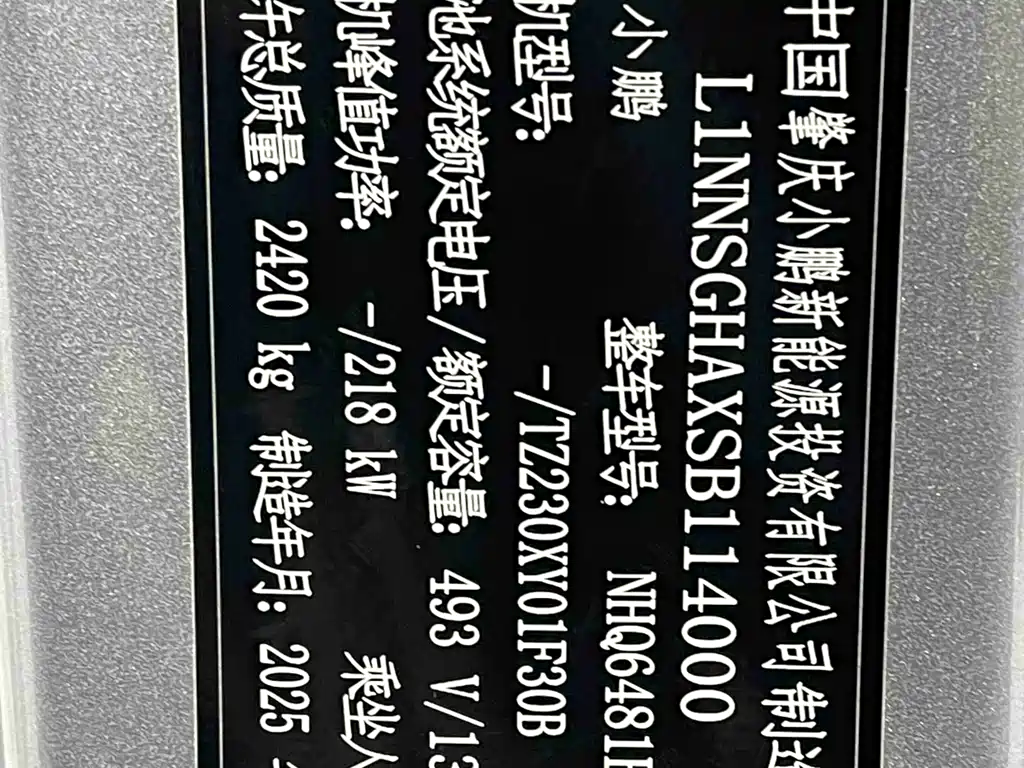 中国肇庆小鹏新能源投资有限公司制造
L1NNSGHAXSB114000
小鹏 整车型号: NHQ6481
机型号: -/TZ230XY01F30B
池系统额定电压/额定容量: 493 V/13
机峰值功率: -/218 kW 乘坐人
车总质量: 2420 kg 制造年月: 2025